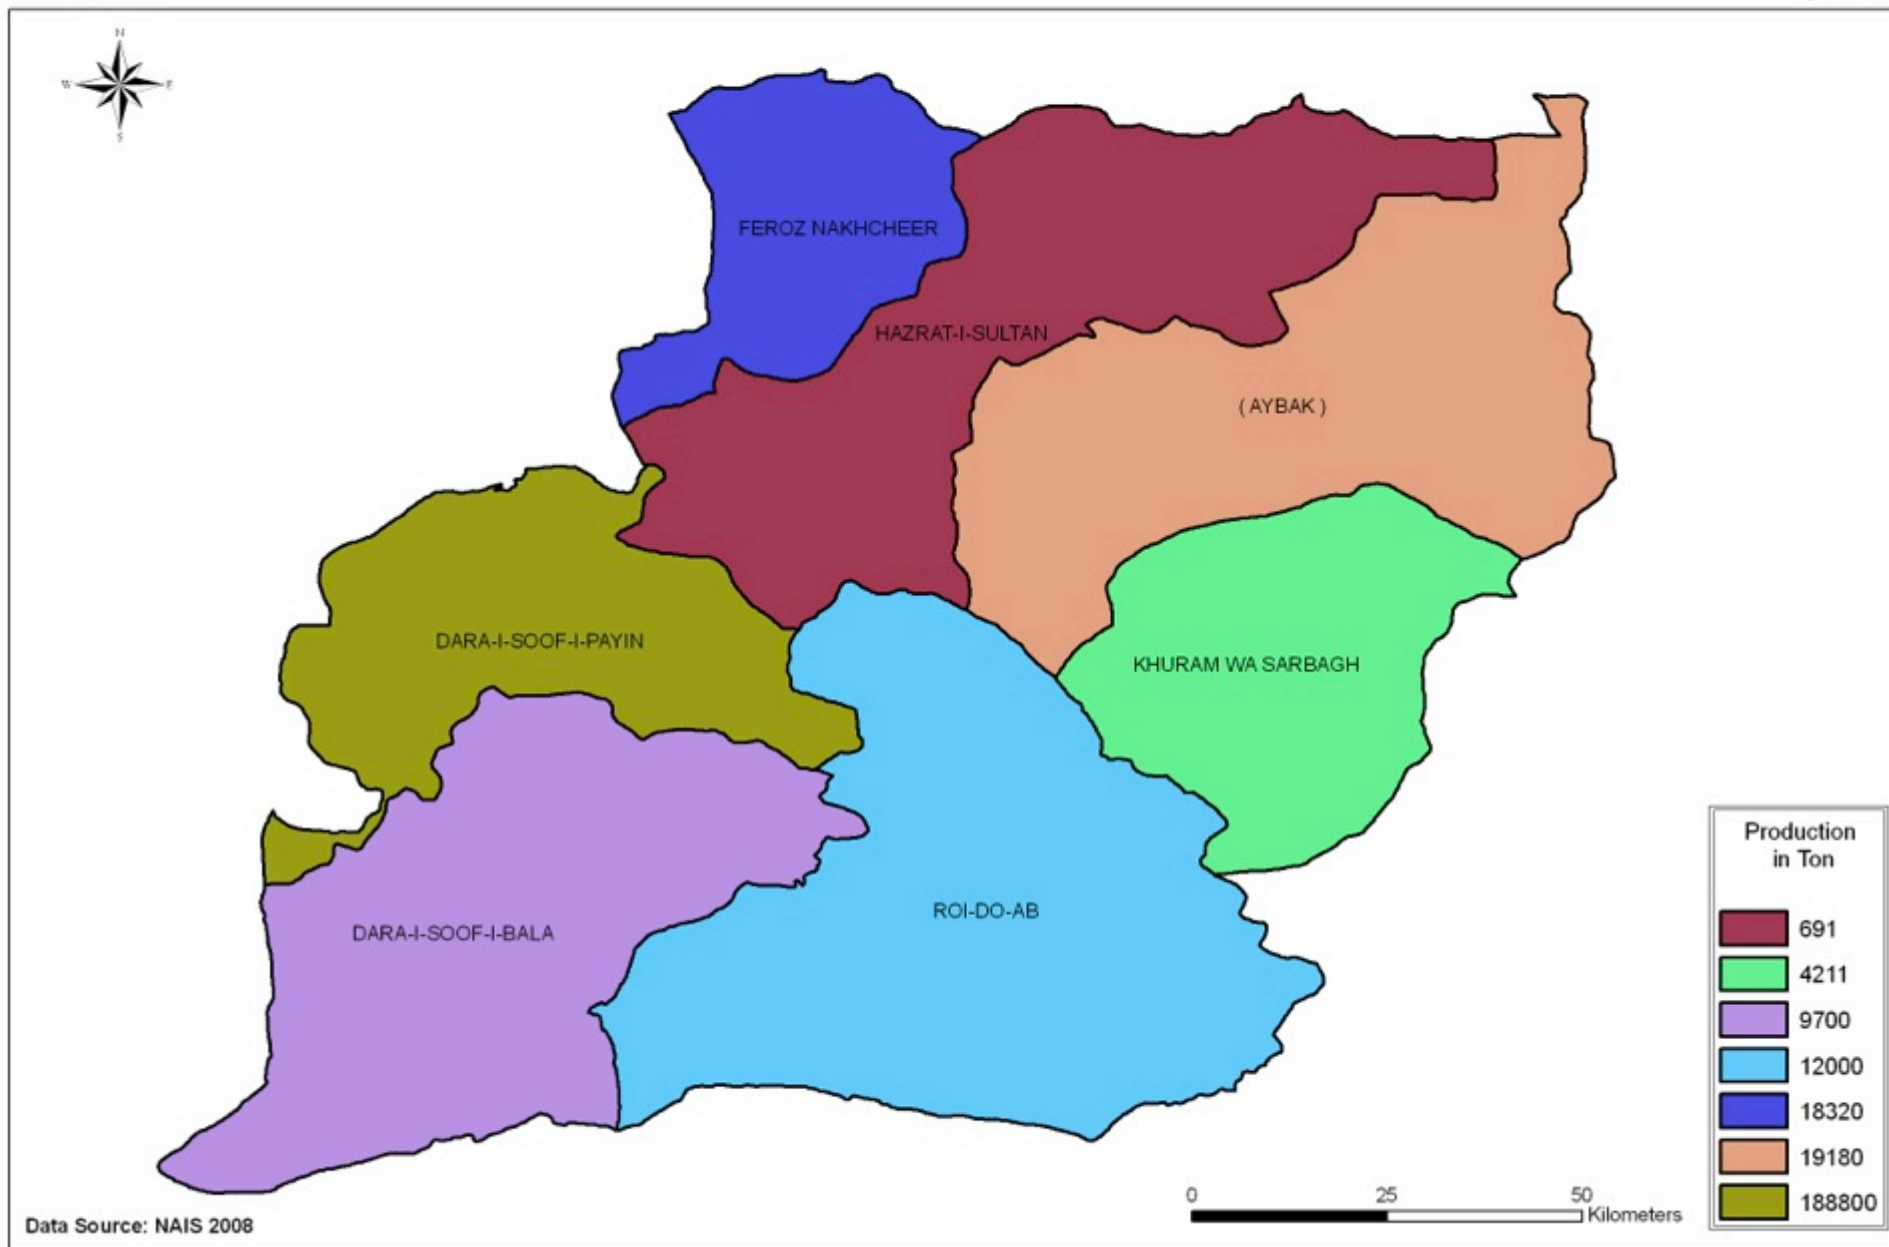 N
W E
S
FEROZ NAKHCHEER
HAZRAT-I-SULTAN
( AYBAK )
DARA-I-SOOF-I-PAYIN
KHURAM WA SARBAGH
ROI-DO-AB
DARA-I-SOOF-I-BALA
Production
in Ton
691
4211
9700
12000
18320
19180
188800
0 25 50
Kilometers
Data Source: NAIS 2008